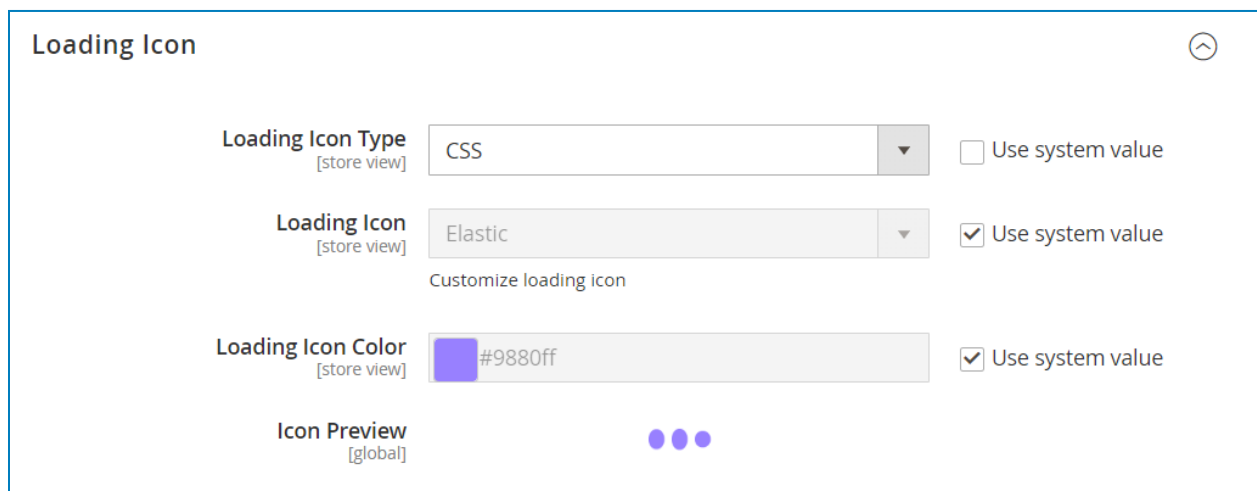 Loading Icon
Loading Icon Type
[store view]
CSS
Use system value
Loading Icon
[store view]
Elastic
Use system value
Customize loading icon
Loading Icon Color
[store view]
#9880ff
Use system value
Icon Preview
[global]